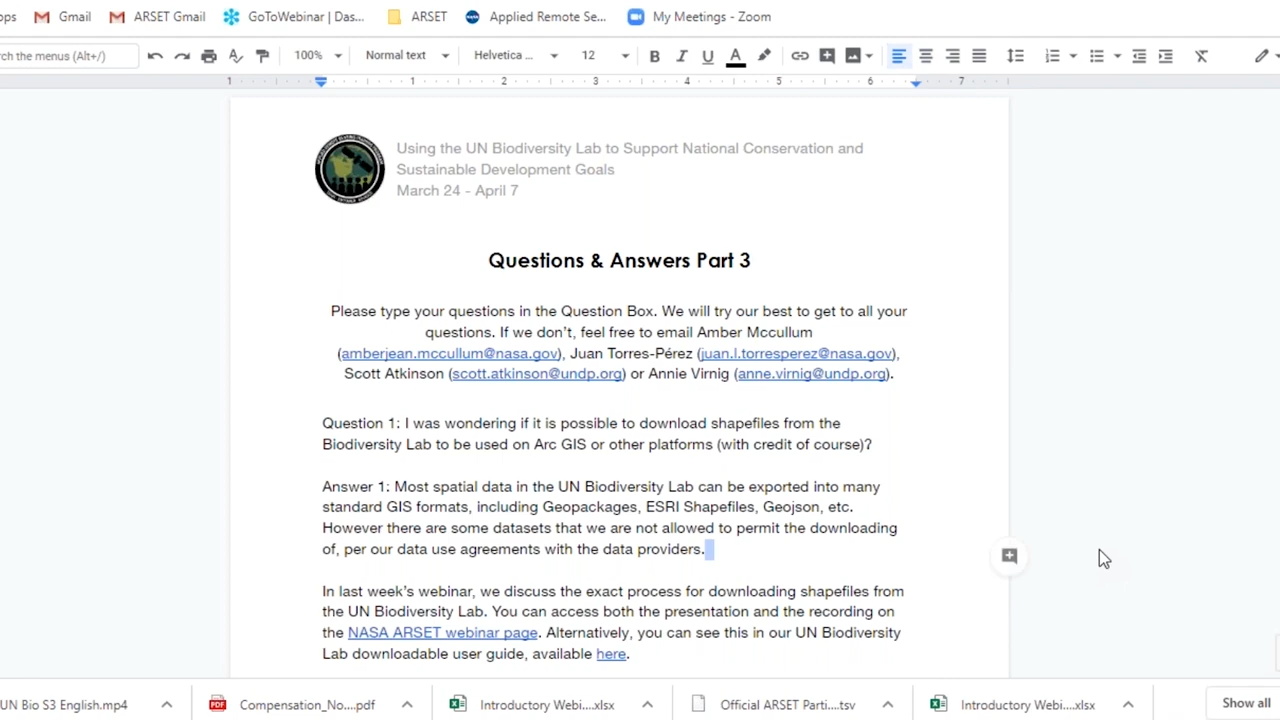 ops Gmail ARSET Gmail GoToWebinar | Das... ARSET Applied Remote Se... My Meetings - Zoom
rch the menus (Alt+/) 100% Normal text Helvetica ... 12 B I U A
1 1 2 3 4 5 6 7
Using the UN Biodiversity Lab to Support National Conservation and
Sustainable Development Goals
March 24 - April 7
Questions & Answers Part 3
Please type your questions in the Question Box. We will try our best to get to all your
questions. If we don't, feel free to email Amber Mccullum
(amberjean.mccullum@nasa.gov), Juan Torres-Pérez (juan.l.torresperez@nasa.gov),
Scott Atkinson (scott.atkinson@undp.org) or Annie Virnig (anne.virnig@undp.org).
Question 1: I was wondering if it is possible to download shapefiles from the
Biodiversity Lab to be used on Arc GIS or other platforms (with credit of course)?
Answer 1: Most spatial data in the UN Biodiversity Lab can be exported into many
standard GIS formats, including Geopackages, ESRI Shapefiles, Geojson, etc.
However there are some datasets that we are not allowed to permit the downloading
of, per our data use agreements with the data providers.
In last week's webinar, we discuss the exact process for downloading shapefiles from
the UN Biodiversity Lab. You can access both the presentation and the recording on
the NASA ARSET webinar page. Alternatively, you can see this in our UN Biodiversity
Lab downloadable user guide, available here.
UN Bio S3 English.mp4 Compensation_No....pdf Introductory Webi....xlsx Official ARSET Parti....tsv Introductory Webi....xlsx Show all